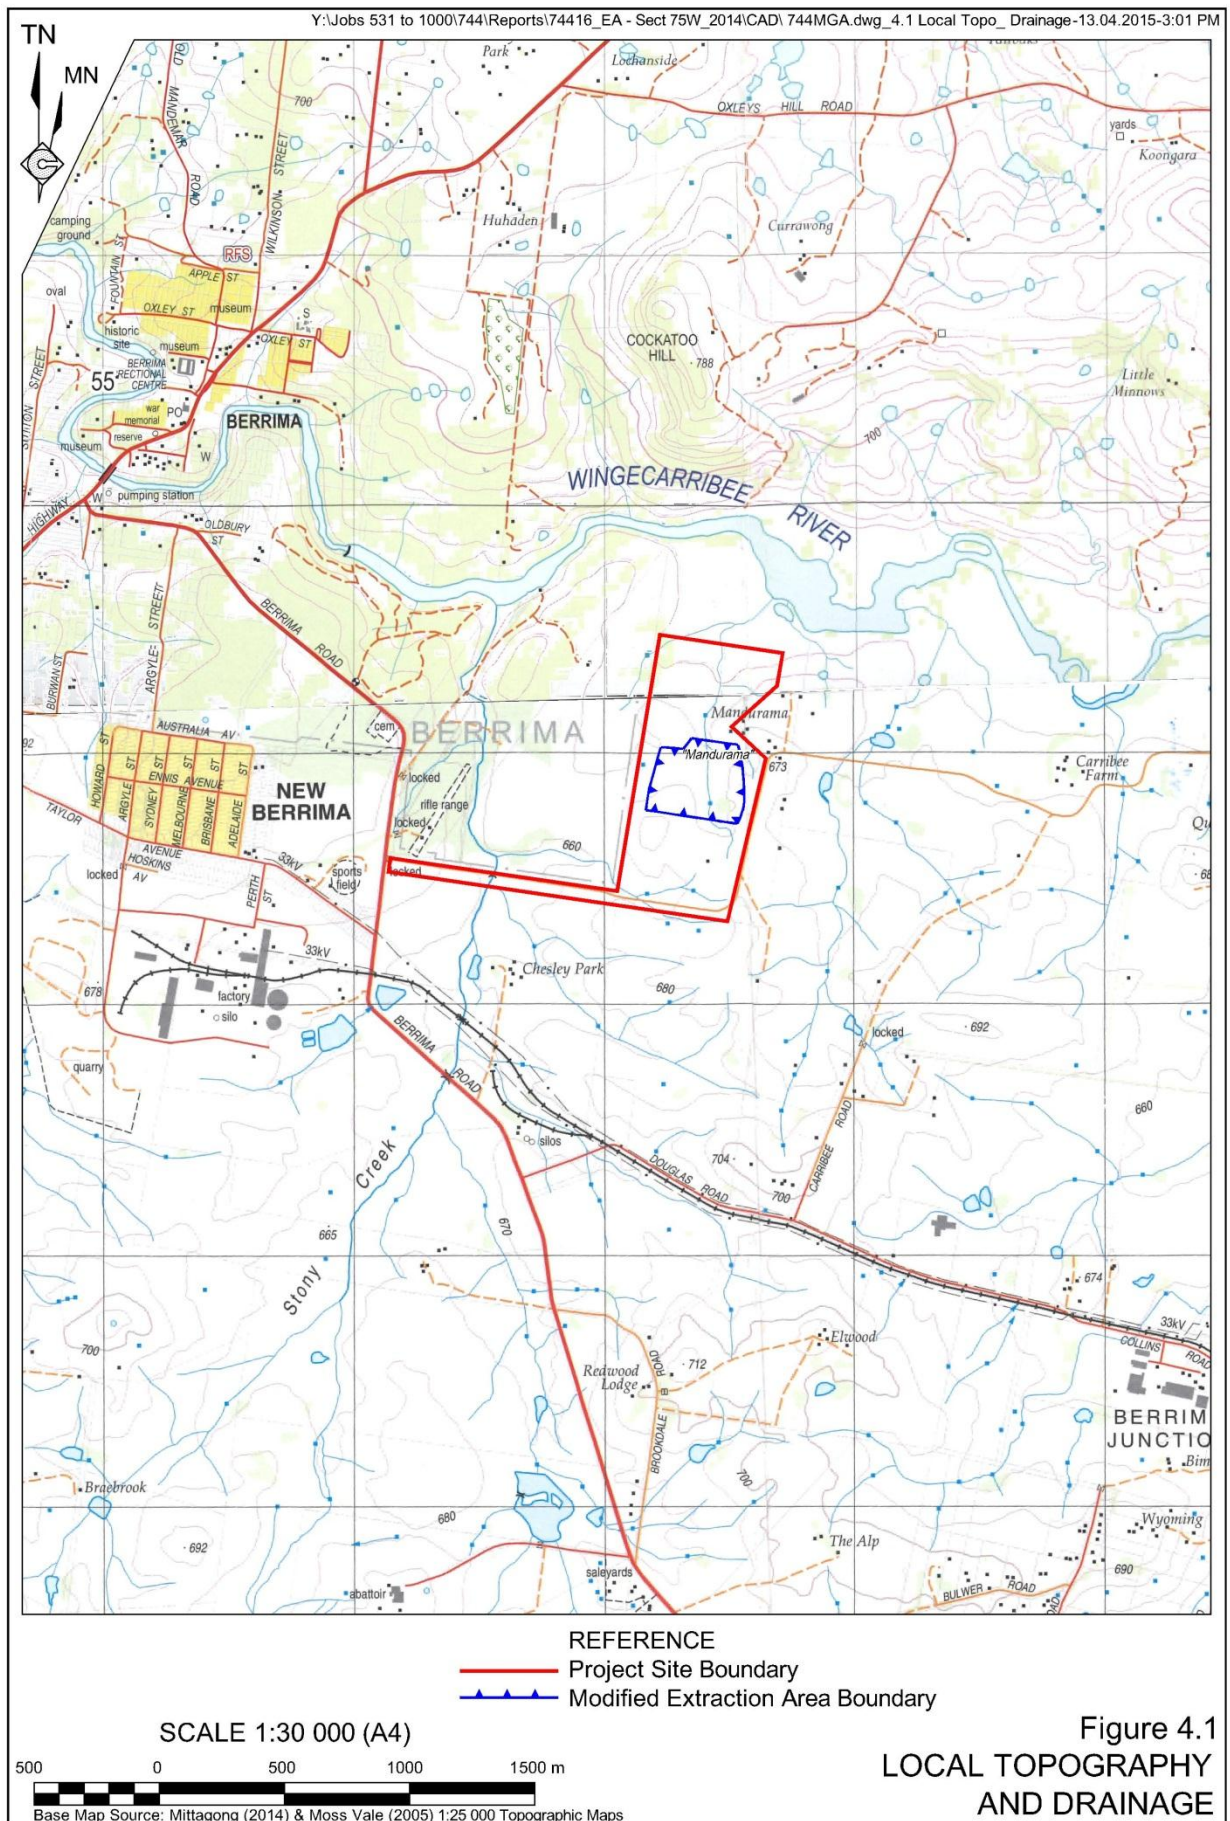 Y:\Jobs 531 to 1000\744\Reports\74416_EA - Sect 75W_2014\CAD\ 744MGA.dwg_4.1 Local Topo_ Drainage-13.04.2015-3:01 PM
TN
MN
Park
Lochanside
OLD
MANDEMAR
ROAD
700
WILKINSON STREET
OXLEYS HILL ROAD
yards
Koongara
camping
ground
FOUNTAIN ST
RFS
Huhaden
Currawong
APPLE ST
oval
OXLEY ST
museum
S
historic
site
museum
OXLEY ST
COCKATOO
HILL
788
BERRIMA
RECTIONAL
CENTRE
55
STREET
Little
Minnows
war
memorial
PO
reserve
BERRIMA
museum
W
700
WINGECARRIBEE
RIVER
W
pumping station
HIGHWAY
OLDBURY
ST
BERRIMA
ROAD
ARGYLE STREET
BURWAN ST
Mandurama
AUSTRALIA AV
cem
BERRIMA
"Mandurama"
92
673
Carribee
Farm
HOWARD ST
ARGYLE ST
SYDNEY ST
MELBOURNE ST
BRISBANE ST
ADELAIDE ST
ENNIS AVENUE
NEW
BERRIMA
locked
rifle range
locked
TAYLOR
AVENUE
Qu
660
HOSKINS
AV
33kV
locked
sports
field
locked
68
PERTH
ST
33kV
Chesley Park
678
factory
silo
680
692
locked
BERRIMA
ROAD
quarry
660
silos
CARRIBEE ROAD
Creek
DOUGLAS
ROAD
704
700
670
665
Stony
674
33kV
700
COLLINS
ROAD
Elwood
712
Redwood
Lodge
BROOKDALE ROAD
BERRIM
JUNCTIO
Bim
700
Braebrook
680
Wyoming
692
The Alp
690
saleyards
abattoir
BULWER ROAD
OAD
REFERENCE
Project Site Boundary
Modified Extraction Area Boundary
SCALE 1:30 000 (A4)
500 0 500 1000 1500 m
Base Map Source: Mittagong (2014) & Moss Vale (2005) 1:25 000 Topographic Maps
Figure 4.1
LOCAL TOPOGRAPHY
AND DRAINAGE